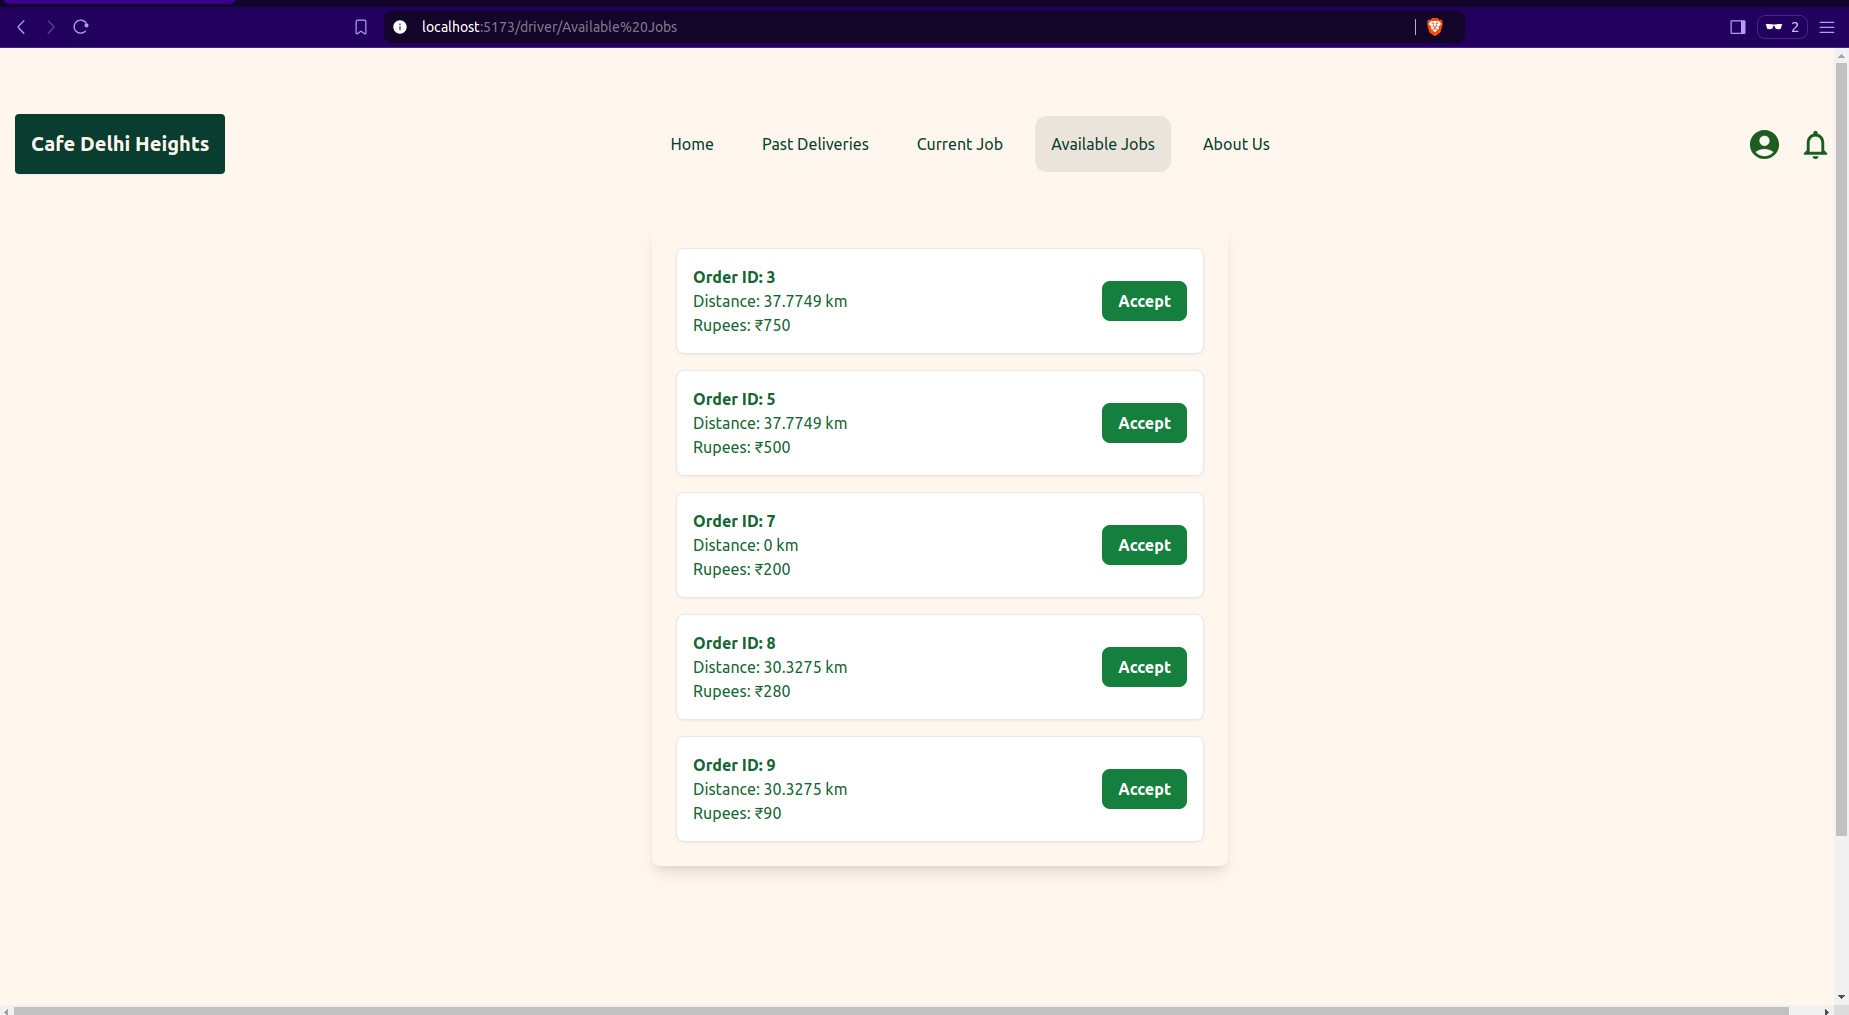 localhost:5173/driver/Available%20Jobs
2
Cafe Delhi Heights
Home
Past Deliveries
Current Job
Available Jobs
About Us
Order ID: 3
Distance: 37.7749 km
Rupees: ₹750
Accept
Order ID: 5
Distance: 37.7749 km
Rupees: ₹500
Accept
Order ID: 7
Distance: 0 km
Rupees: ₹200
Accept
Order ID: 8
Distance: 30.3275 km
Rupees: ₹280
Accept
Order ID: 9
Distance: 30.3275 km
Rupees: ₹90
Accept